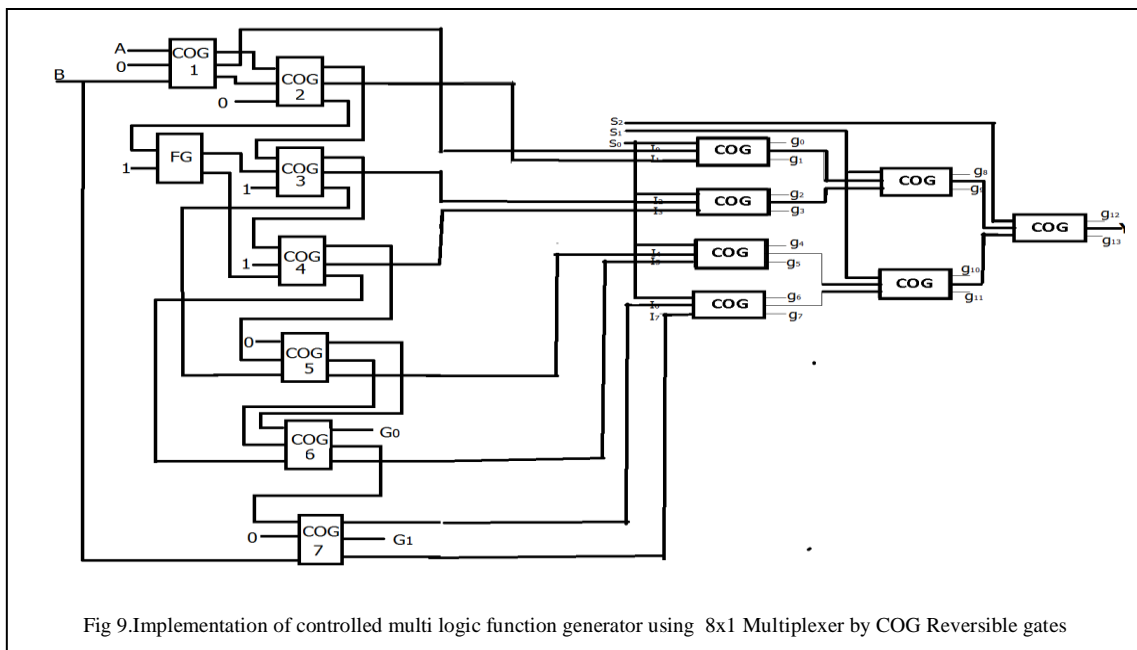 A
0
B
COG
1
COG
2
0
FG
1
COG
3
1
COG
4
1
0
COG
5
COG
6
G0
COG
7
0
G1
S2
S1
S0
I1
COG
g0
g1
I2
I3
COG
g2
g3
COG
g4
g5
I6
I7
COG
g6
g7
COG
g8
COG
g10
g11
COG
g12
g13
Fig 9.Implementation of controlled multi logic function generator using 8x1 Multiplexer by COG Reversible gates